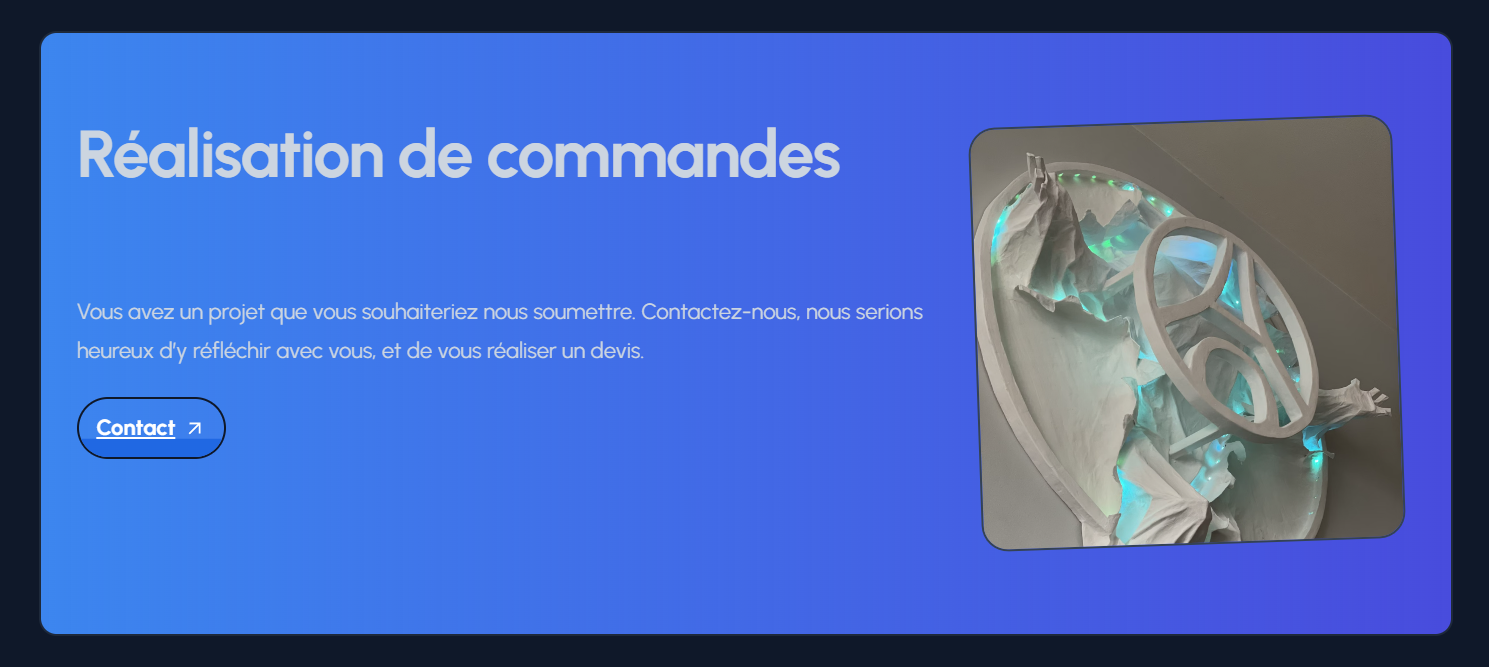 Réalisation de commandes
Vous avez un projet que vous souhaiteriez nous soumettre. Contactez-nous, nous serions
heureux d'y réfléchir avec vous, et de vous réaliser un devis.
Contact